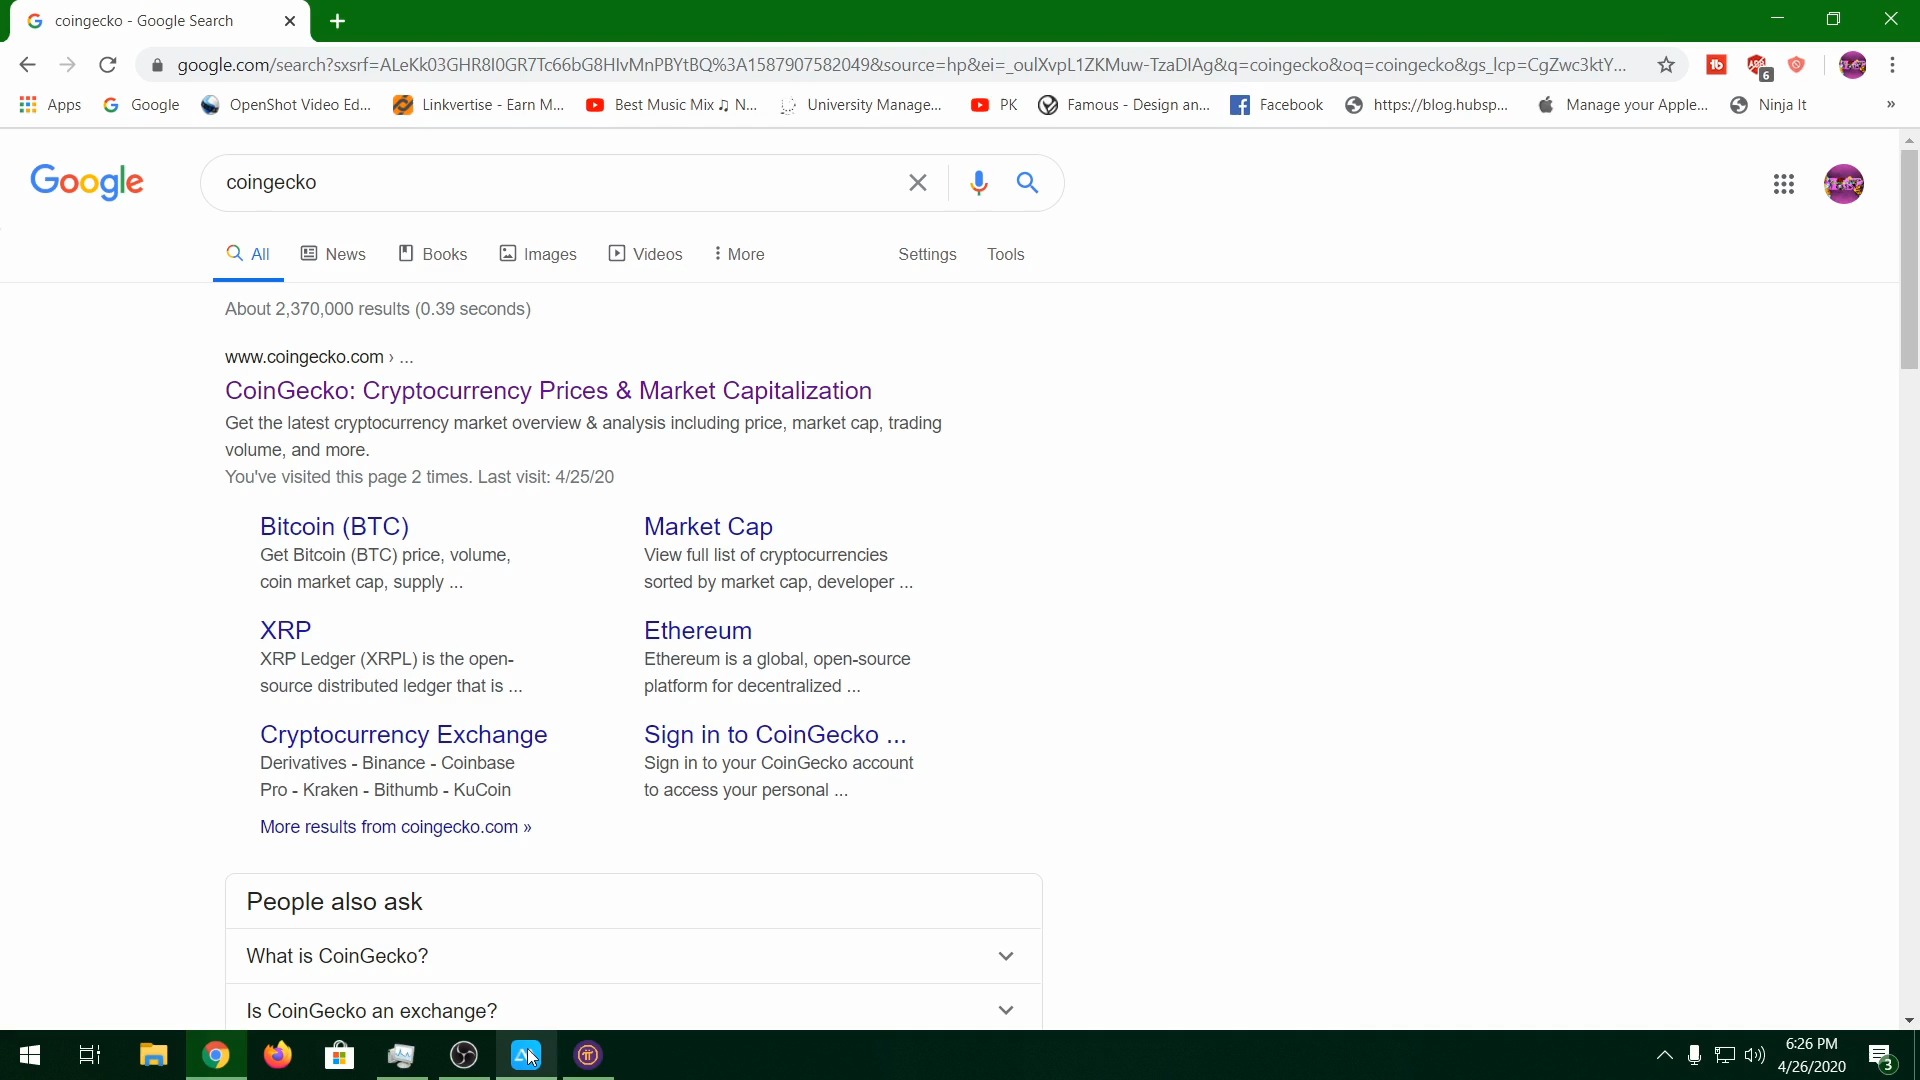 coingecko - Google Search
google.com/search?sxsrf=ALeKk03GHR8I0GR7Tc66bG8HIvMnPBYtBQ%3A1587907582049&source=hp&ei=_oulXvpL1ZKMuw-TzaDIAg&q=coingecko&oq=coingecko&gs_lcp=CgZwc3ktY...
6
Apps
Google
OpenShot Video Ed...
Linkvertise - Earn M...
Best Music Mix ♫ N...
University Manage...
PK
Famous - Design an...
Facebook
https://blog.hubsp...
Manage your Apple...
Ninja It
»
Google
coingecko
All
News
Books
Images
Videos
More
Settings
Tools
About 2,370,000 results (0.39 seconds)
www.coingecko.com › ...
CoinGecko: Cryptocurrency Prices & Market Capitalization
Get the latest cryptocurrency market overview & analysis including price, market cap, trading
volume, and more.
You've visited this page 2 times. Last visit: 4/25/20
Bitcoin (BTC)
Get Bitcoin (BTC) price, volume,
coin market cap, supply ...
Market Cap
View full list of cryptocurrencies
sorted by market cap, developer ...
XRP
XRP Ledger (XRPL) is the open-
source distributed ledger that is ...
Ethereum
Ethereum is a global, open-source
platform for decentralized ...
Cryptocurrency Exchange
Derivatives - Binance - Coinbase
Pro - Kraken - Bithumb - KuCoin
Sign in to CoinGecko ...
Sign in to your CoinGecko account
to access your personal ...
More results from coingecko.com »
People also ask
What is CoinGecko?
Is CoinGecko an exchange?
6:26 PM
4/26/2020
3